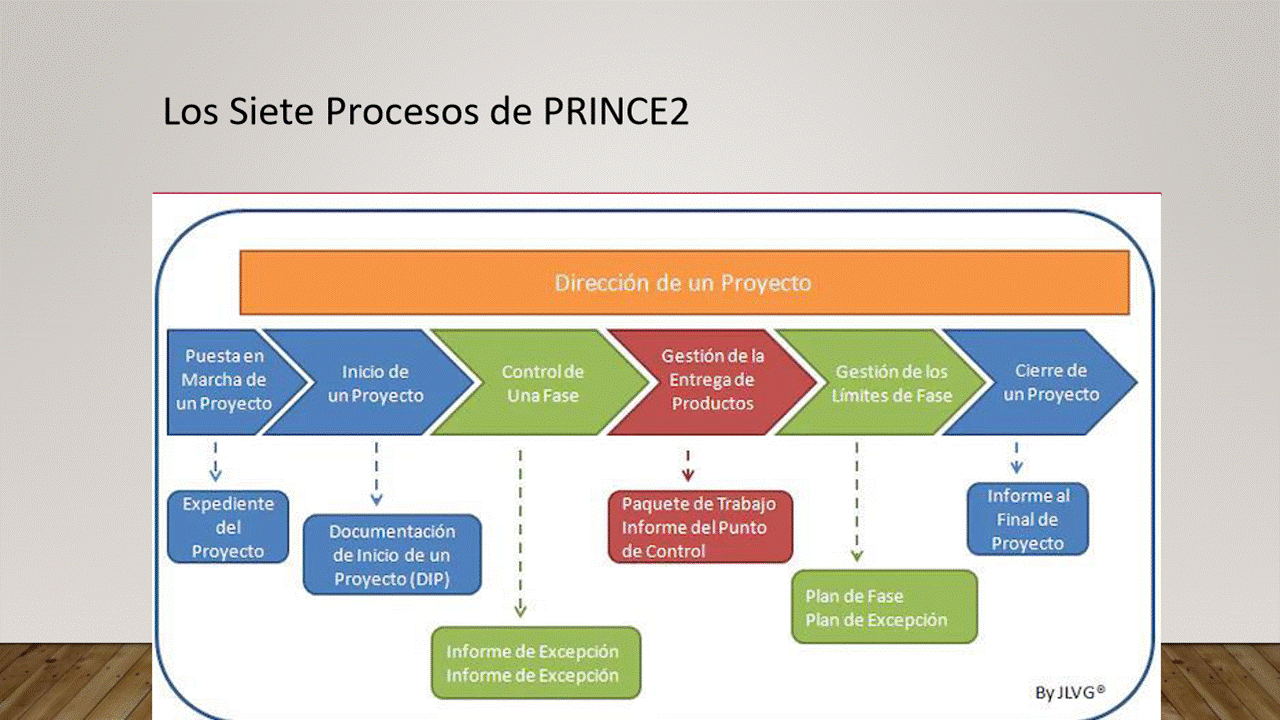 Los Siete Procesos de PRINCE2
Dirección de un Proyecto
Puesta en
Marcha de
un Proyecto
Inicio de
un Proyecto
Control de
Una Fase
Gestión de la
Entrega de
Productos
Gestión de los
Límites de Fase
Cierre de
un Proyecto
Expediente
del
Proyecto
Documentación
de Inicio de un
Proyecto (DIP)
Informe de Excepción
Informe de Excepción
Paquete de Trabajo
Informe del Punto
de Control
Plan de Fase
Plan de Excepción
Informe al
Final de
Proyecto
By JLVG®